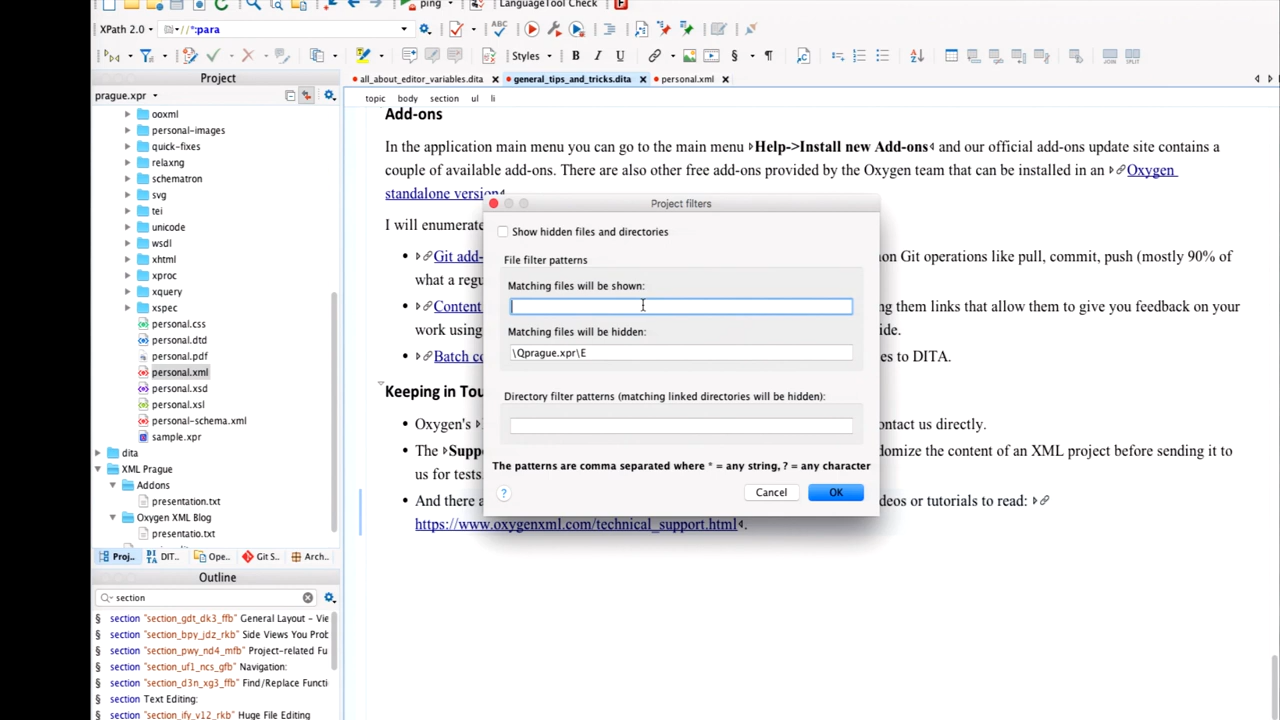 ping
LanguageTool Check
XPath 2.0 //*:para
Styles B I U § ¶
Project
all_about_editor_variables.dita general_tips_and_tricks.dita personal.xml
prague.xpr
topic body section ul li
ooxml
personal-images
quick-fixes
relaxng
schematron
svg
tei
unicode
wsdl
xhtml
xproc
xquery
xspec
personal.css
personal.dtd
personal.pdf
personal.xml
personal.xsd
personal.xsl
personal-schema.xml
sample.xpr
dita
XML Prague
Addons
presentation.txt
Oxygen XML Blog
presentatio.txt
Proj... DIT.. Ope.. Git S.. Arch..
Outline
section
§ section "section_gdt_dk3_ffb" General Layout - Vie
§ section "section_bpy_jdz_rkb" Side Views You Prob
§ section "section_pwy_nd4_mfb" Project-related Fu
§ section "section_uf1_ncs_gfb" Navigation:
§ section "section_d3n_xg3_ffb" Find/Replace Functi
§ section Text Editing:
§ section "section_ify_v12_rkb" Huge File Editing
Add-ons
In the application main menu you can go to the main menu Help->Install new Add-ons and our official add-ons update site contains a
couple of available add-ons. There are also other free add-ons provided by the Oxygen team that can be installed in an Oxygen
standalone version
I will enumerate
Git add- on Git operations like pull, commit, push (mostly 90% of
what a regu
Content ing them links that allow them to give you feedback on your
work using ide.
Batch co es to DITA.
Keeping in Tou
Oxygen's ontact us directly.
The Suppo domize the content of an XML project before sending it to
us for tests
And there a deos or tutorials to read:
https://www.oxygenxml.com/technical_support.html.
Project filters
Show hidden files and directories
File filter patterns
Matching files will be shown:
Matching files will be hidden:
\Qprague.xpr\E
Directory filter patterns (matching linked directories will be hidden):
The patterns are comma separated where * = any string, ? = any character
? Cancel OK